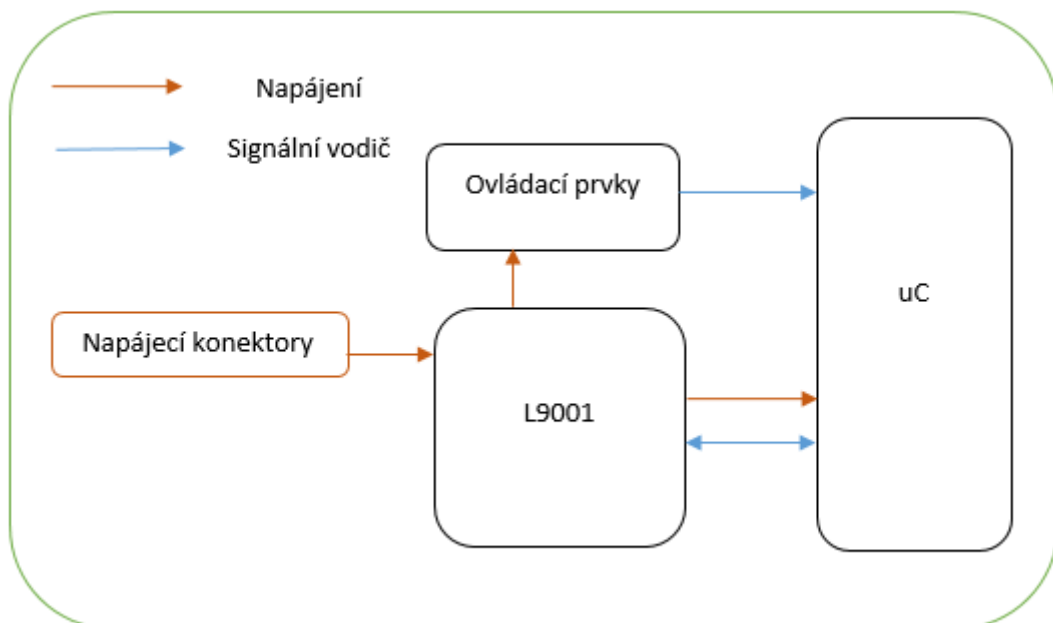 Napájení
Signální vodič
Ovládací prvky
uC
Napájecí konektory
L9001